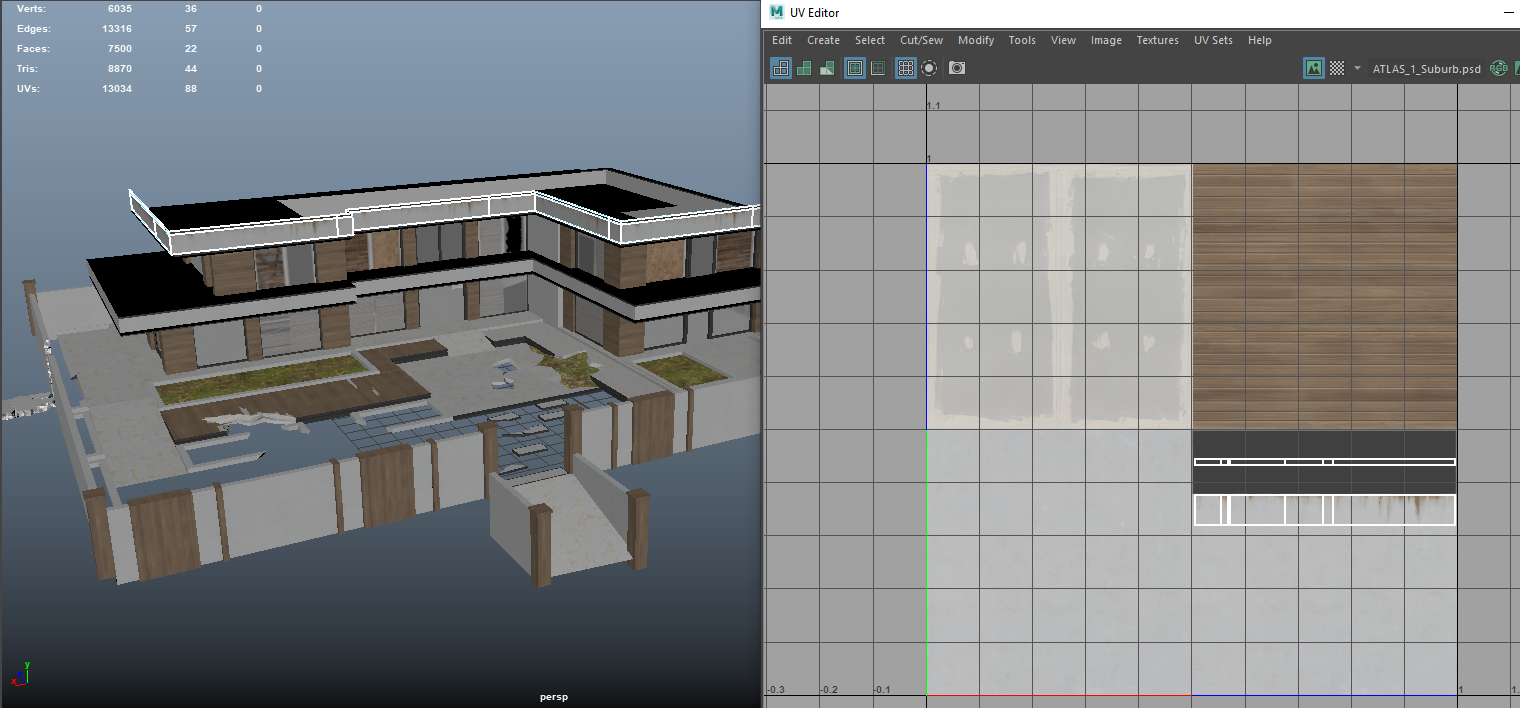 Verts: 6035 36 0
Edges: 13316 57 0
Faces: 7500 22 0
Tris: 8870 44 0
UVs: 13034 88 0
y
x
persp
M UV Editor
Edit Create Select Cut/Sew Modify Tools View Image Textures UV Sets Help
ATLAS_1_Suburb.psd RGB
1.1
1
-0.3 -0.2 -0.1 1 1.